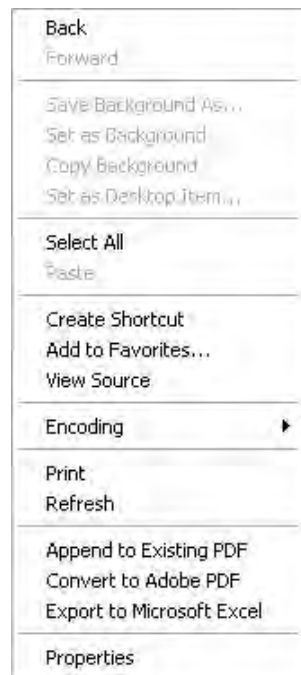 Back
Forward
Save Background As...
Set as Background
Copy Background
Set as Desktop Item...
Select All
Paste
Create Shortcut
Add to Favorites...
View Source
Encoding
Print
Refresh
Append to Existing PDF
Convert to Adobe PDF
Export to Microsoft Excel
Properties